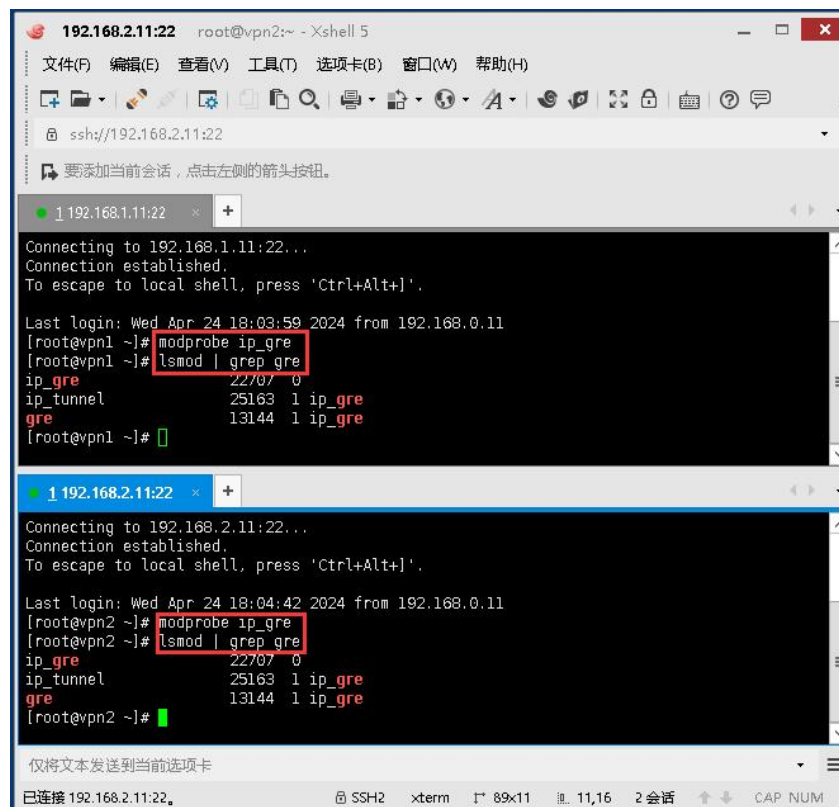 192.168.2.11:22 root@vpn2:~ - Xshell 5
文件(F) 编辑(E) 查看(V) 工具(T) 选项卡(B) 窗口(W) 帮助(H)
ssh://192.168.2.11:22
要添加当前会话，点击左侧的箭头按钮。
1 192.168.1.11:22 × +
Connecting to 192.168.1.11:22...
Connection established.
To escape to local shell, press 'Ctrl+Alt+]'.
Last login: Wed Apr 24 18:03:59 2024 from 192.168.0.11
[root@vpn1 ~]# modprobe ip_gre
[root@vpn1 ~]# lsmod | grep gre
ip_gre 22707 0
ip_tunnel 25163 1 ip_gre
gre 13144 1 ip_gre
[root@vpn1 ~]#
1 192.168.2.11:22 × +
Connecting to 192.168.2.11:22...
Connection established.
To escape to local shell, press 'Ctrl+Alt+]'.
Last login: Wed Apr 24 18:04:42 2024 from 192.168.0.11
[root@vpn2 ~]# modprobe ip_gre
[root@vpn2 ~]# lsmod | grep gre
ip_gre 22707 0
ip_tunnel 25163 1 ip_gre
gre 13144 1 ip_gre
[root@vpn2 ~]#
仅将文本发送到当前选项卡
已连接 192.168.2.11:22。 SSH2 xterm 89x11 11,16 2会话 CAP NUM